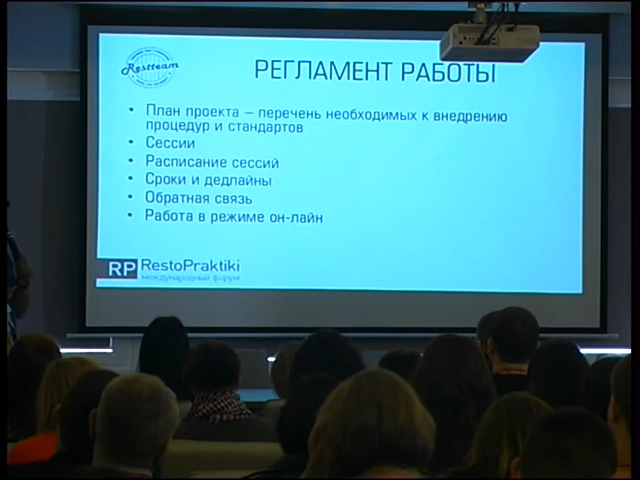 Restteam
РЕГЛАМЕНТ РАБОТЫ
• План проекта – перечень необходимых к внедрению
процедур и стандартов
• Сессии
• Расписание сессий
• Сроки и дедлайны
• Обратная связь
• Работа в режиме он-лайн
RP RestoPraktiki
международный форум